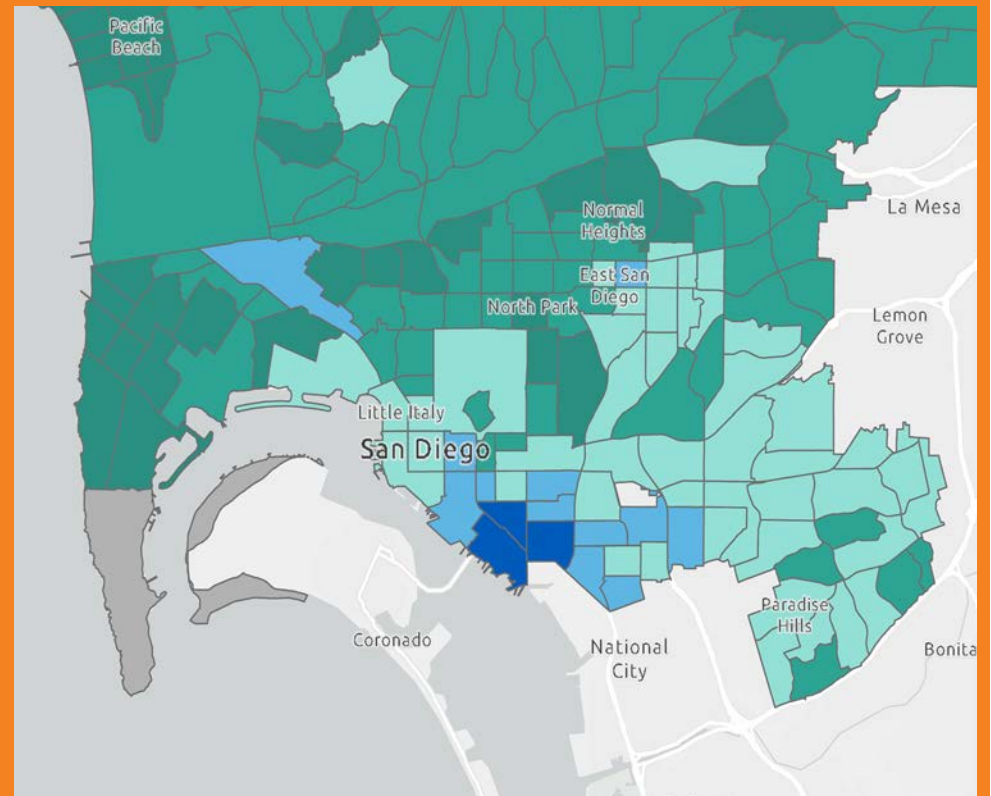 Pacific
Beach
La Mesa
Normal
Heights
East San
Diego
North Park
Lemon
Grove
Little Italy
San Diego
Paradise
Hills
Coronado
National
City
Bonita